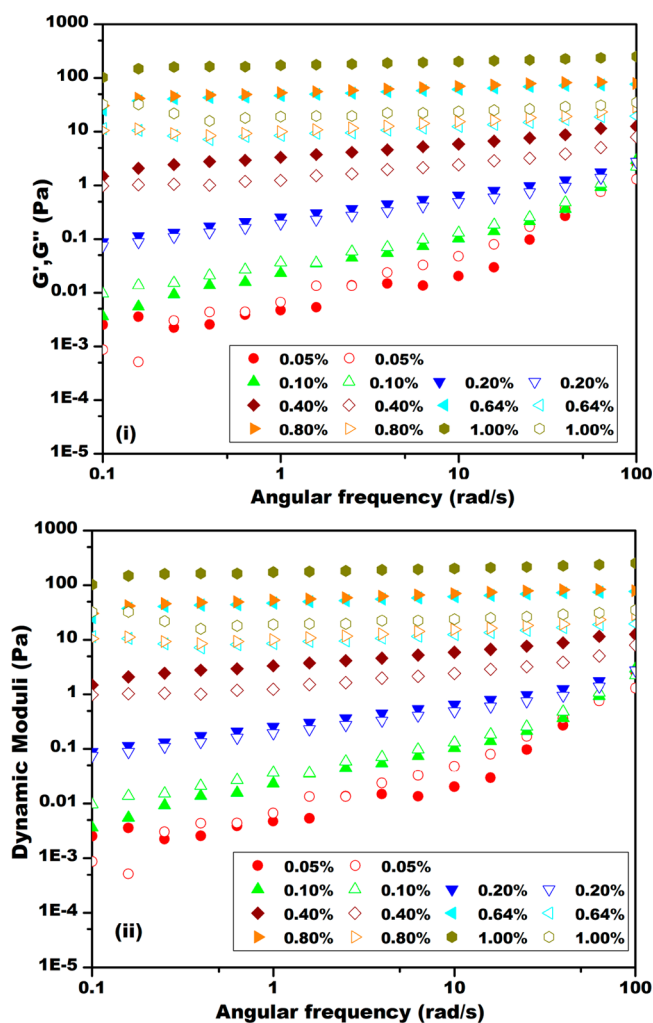 1000
100
10
1
0.1
0.01
1E-3
1E-4
1E-5
G',G'' (Pa)
0.05% 0.05%
0.10% 0.10% 0.20% 0.20%
0.40% 0.40% 0.64% 0.64%
0.80% 0.80% 1.00% 1.00%
(i)
0.1 1 10 100
Angular frequency (rad/s)
1000
100
10
1
0.1
0.01
1E-3
1E-4
1E-5
Dynamic Moduli (Pa)
0.05% 0.05%
0.10% 0.10% 0.20% 0.20%
0.40% 0.40% 0.64% 0.64%
0.80% 0.80% 1.00% 1.00%
(ii)
0.1 1 10 100
Angular frequency (rad/s)